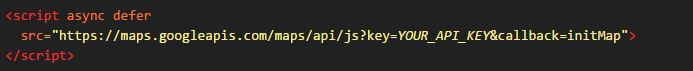 <script async defer
src="https://maps.googleapis.com/maps/api/js?key=YOUR_API_KEY&callback=initMap">
</script>